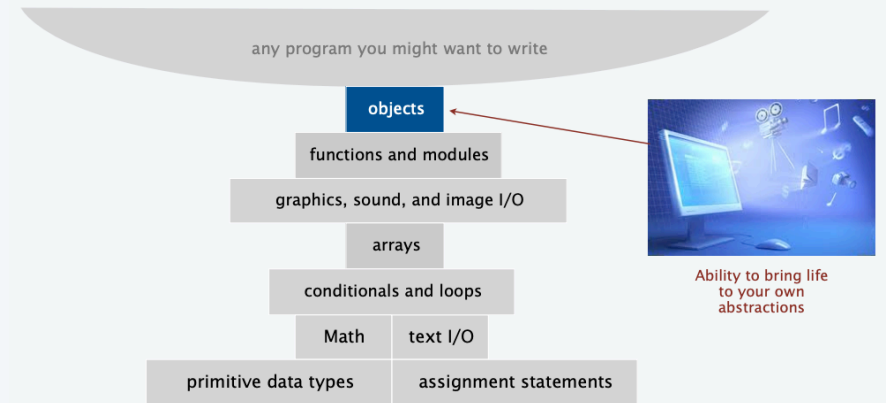 any program you might want to write
objects
functions and modules
graphics, sound, and image I/O
arrays
conditionals and loops
Math
text I/O
primitive data types
assignment statements
Ability to bring life
to your own
abstractions